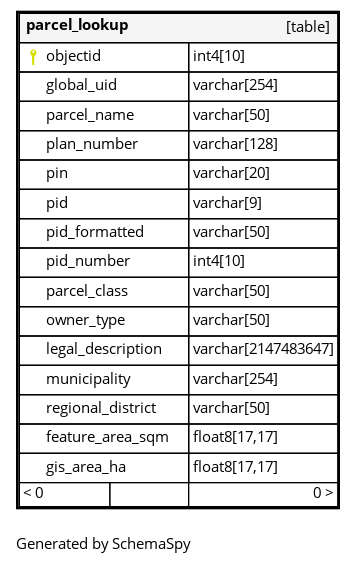 parcel_lookup [table]
objectid int4[10]
global_uid varchar[254]
parcel_name varchar[50]
plan_number varchar[128]
pin varchar[20]
pid varchar[9]
pid_formatted varchar[50]
pid_number int4[10]
parcel_class varchar[50]
owner_type varchar[50]
legal_description varchar[2147483647]
municipality varchar[254]
regional_district varchar[50]
feature_area_sqm float8[17,17]
gis_area_ha float8[17,17]
< 0 0 >
Generated by SchemaSpy